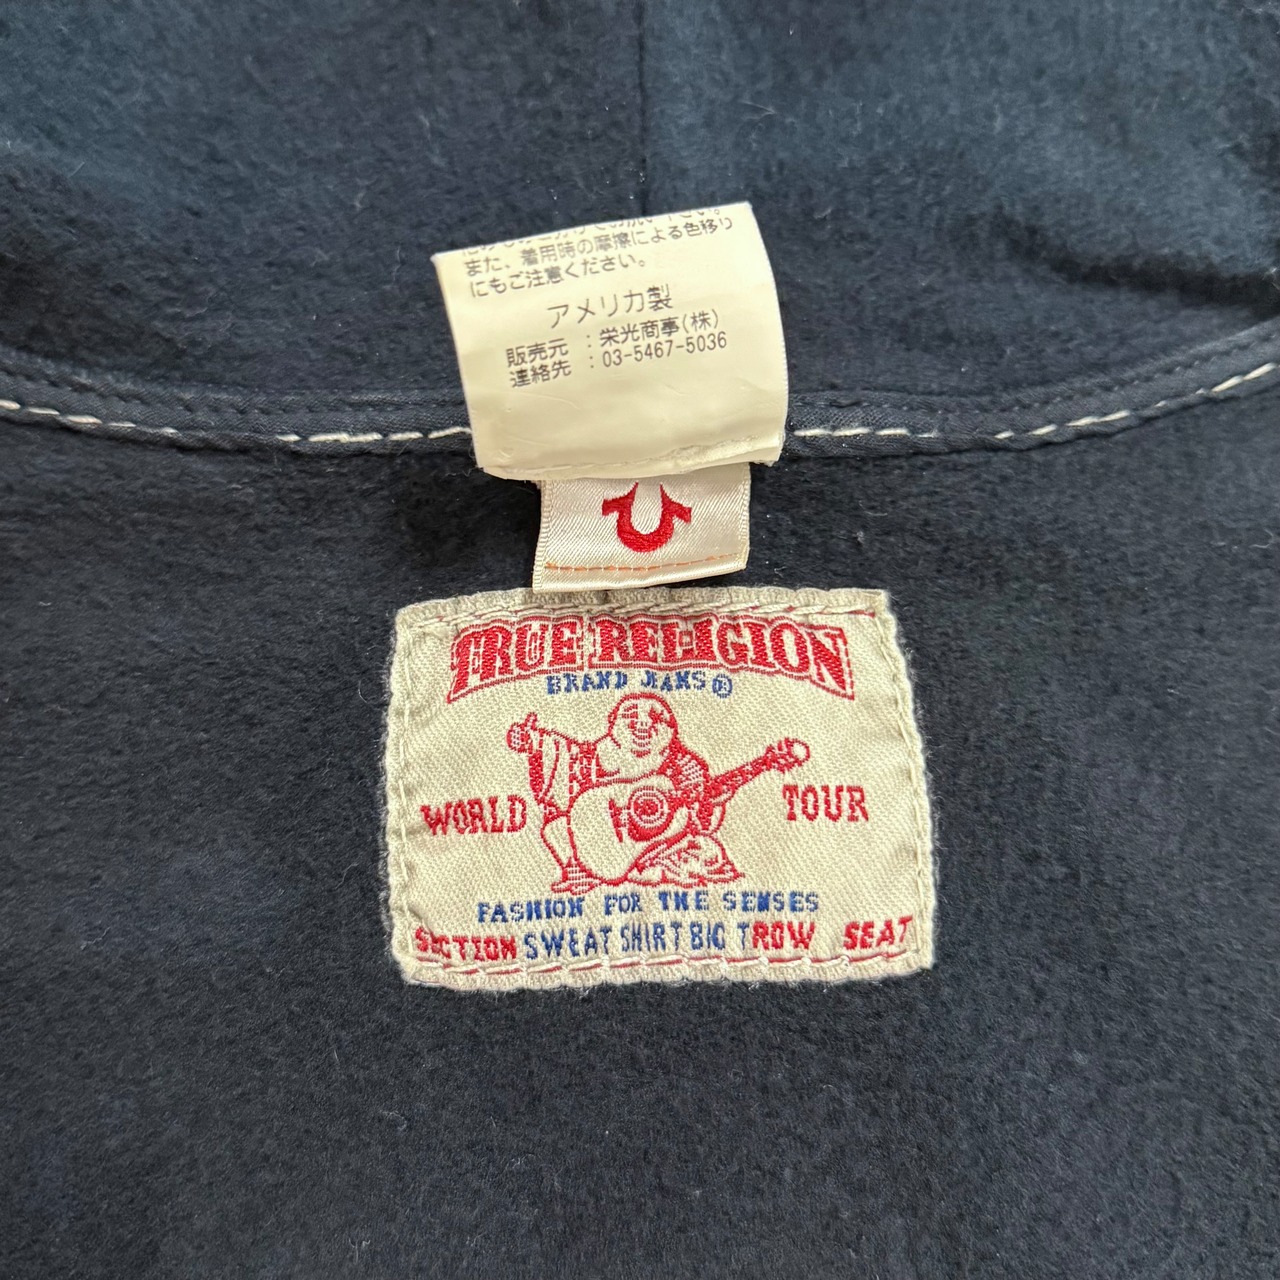 また、着用時の摩擦による色移り
にもご注意ください。
アメリカ製
販売元 : 栄光商事(株)
連絡先 : 03-5467-5036
TRUE RELIGION
BRAND JEANS ®
WORLD TOUR
FASHION FOR THE SENSES
SECTION SWEAT SHIRT BIG T ROW SEAT